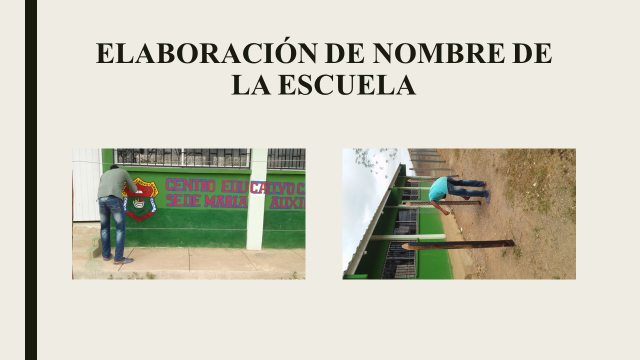 ELABORACIÓN DE NOMBRE DE
LA ESCUELA
CENTRO EDUCATIVO C
SEDE MARIA AUXI